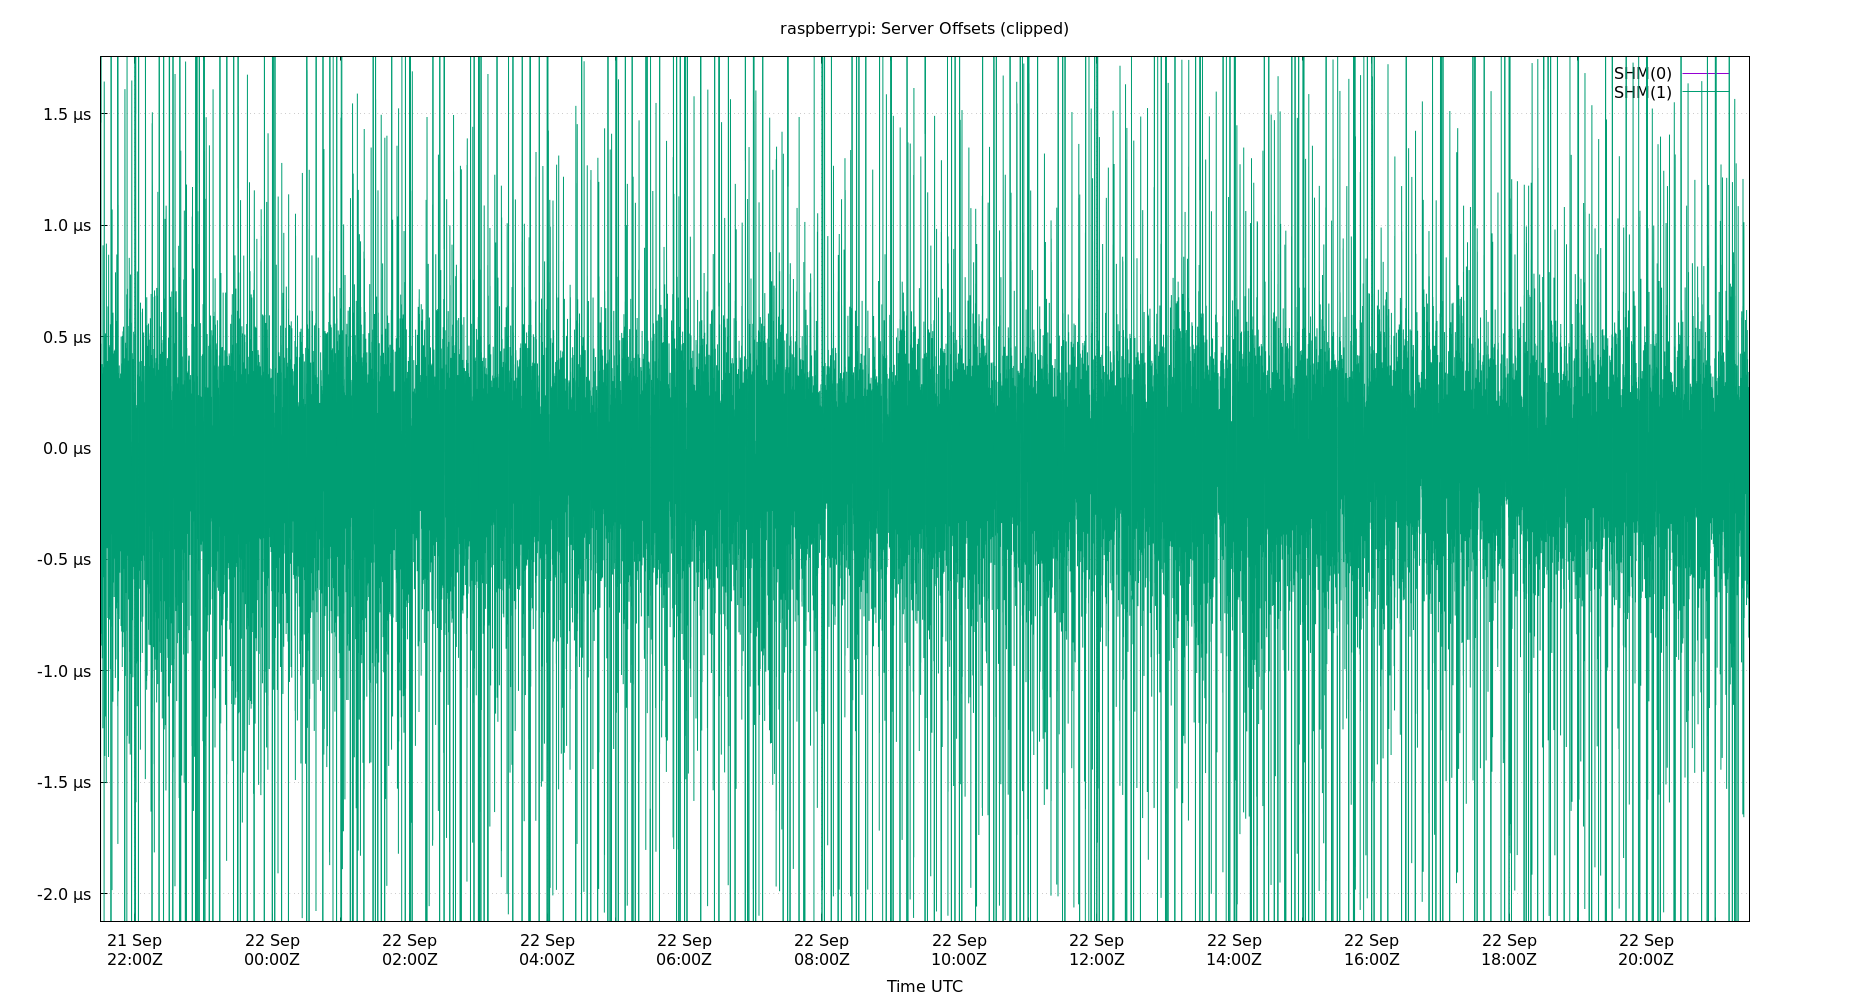 raspberrypi: Server Offsets (clipped)
SHM(0)
SHM(1)
1.5 µs
1.0 µs
0.5 µs
0.0 µs
-0.5 µs
-1.0 µs
-1.5 µs
-2.0 µs
21 Sep 22 Sep 22 Sep 22 Sep 22 Sep 22 Sep 22 Sep 22 Sep 22 Sep 22 Sep 22 Sep 22 Sep
22:00Z 00:00Z 02:00Z 04:00Z 06:00Z 08:00Z 10:00Z 12:00Z 14:00Z 16:00Z 18:00Z 20:00Z
Time UTC